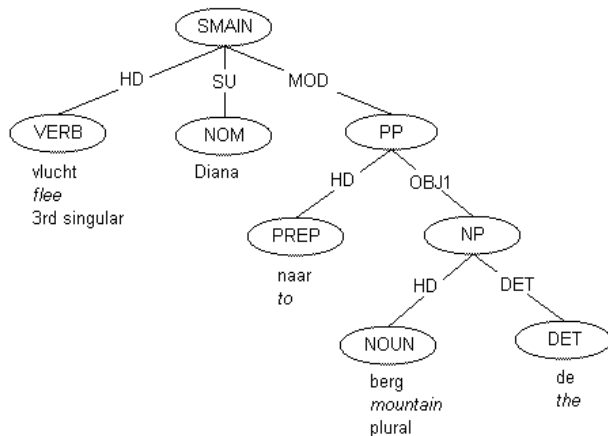 SMAIN
HD SU MOD
VERB NOM PP
vlucht Diana
flee
3rd singular
HD OBJ1
PREP NP
naar
to
HD DET
NOUN DET
berg de
mountain the
plural